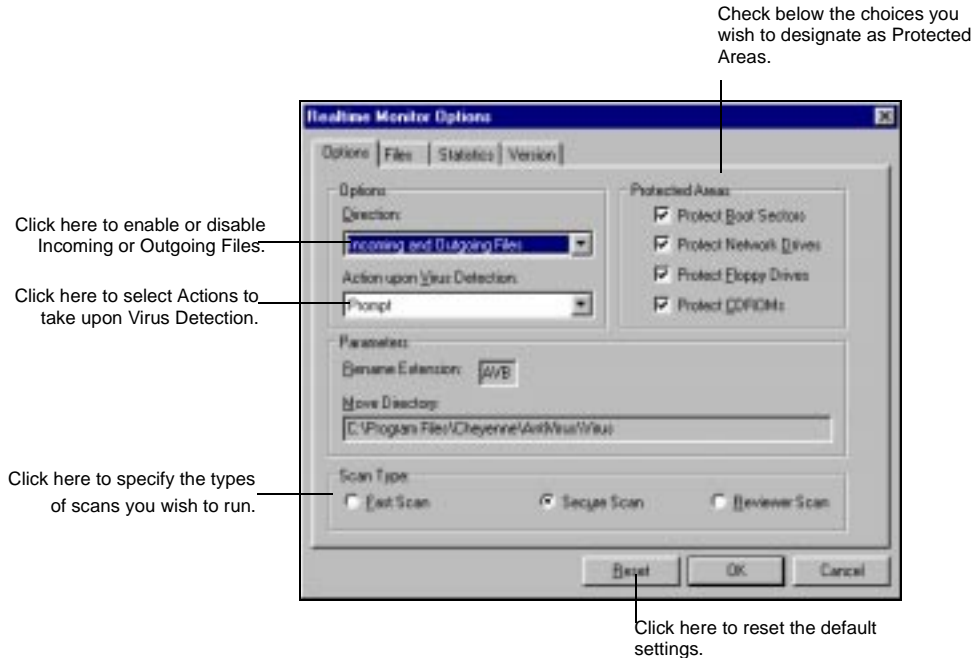 Check below the choices you
wish to designate as Protected
Areas.
Realtime Monitor Options
Options Files Statistics Version
Options
Direction:
Incoming and Outgoing Files
Action upon Virus Detection:
Prompt
Protected Areas
Protect Boot Sectors
Protect Network Drives
Protect Floppy Drives
Protect CDROMs
Click here to enable or disable
Incoming or Outgoing Files.
Click here to select Actions to
take upon Virus Detection.
Parameters
Rename Extension: AVB
Move Directory:
C:\Program Files\Cheyenne\AntiVirus\Virus
Click here to specify the types
of scans you wish to run.
Scan Type:
Fast Scan Secure Scan Reviewer Scan
Reset OK Cancel
Click here to reset the default
settings.